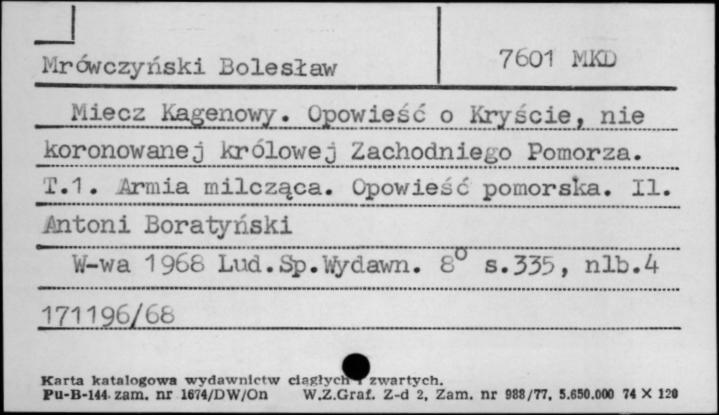 Mrówczyński Bolesław
7601 MKD
Miecz Kagenowy. Opowieść o Kryście, nie
koronowanej królowej Zachodniego Pomorza.
T.1. Armia milcząca. Opowieść pomorska. Il.
Antoni Boratyński
W-wa 1968 Lud.Sp.Wydawn. 8° s.335, nlb.4
171196/68
Karta katalogowa wydawnictw ciągłych i zwartych.
Pu-B-144. zam. nr 1674/DW/On W.Z.Graf. Z-d 2, Zam. nr 988/77, 5.650.000 74 X 120